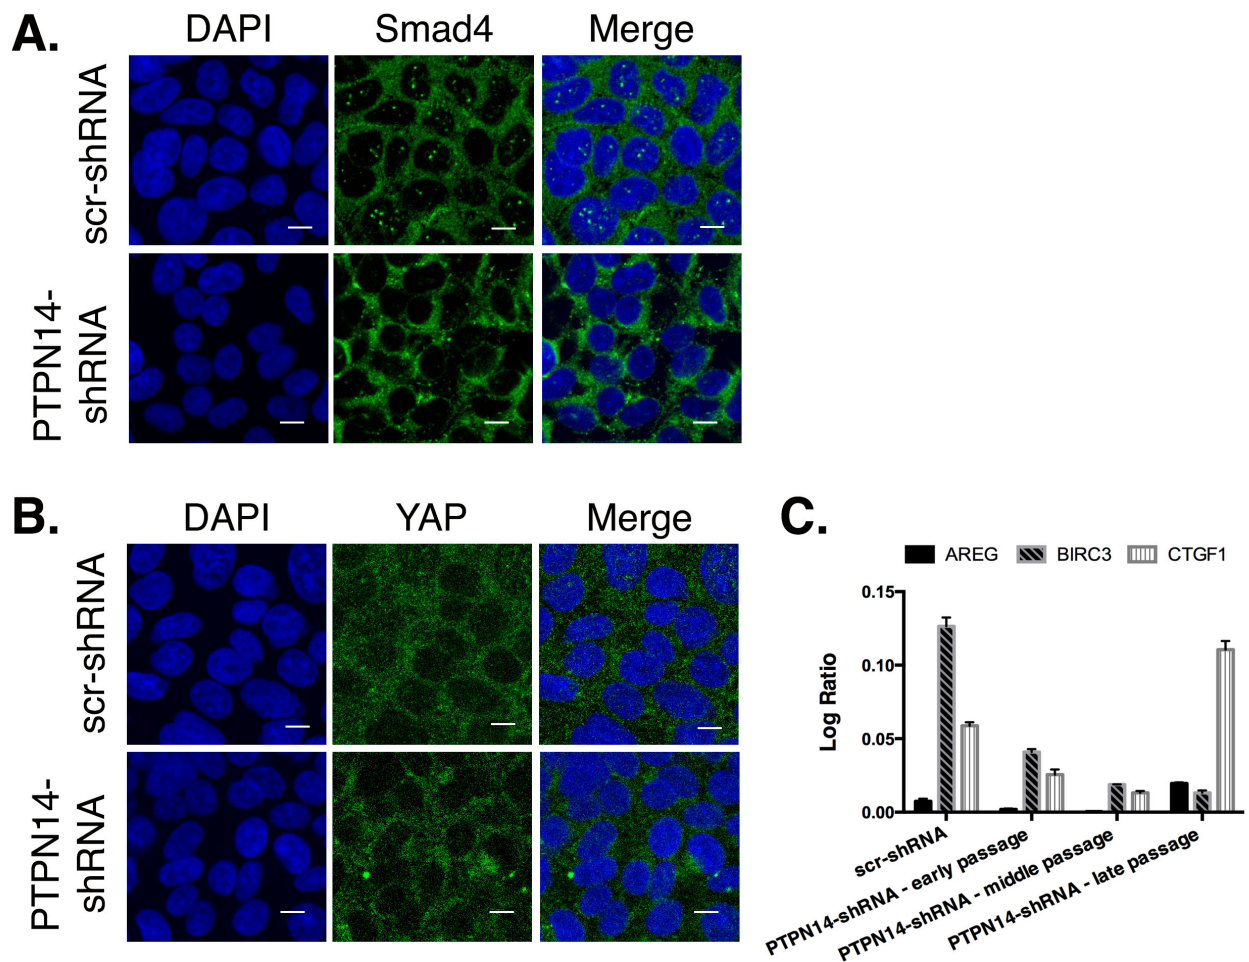 A.
DAPI Smad4 Merge
scr-shRNA
PTPN14-
shRNA
B.
DAPI YAP Merge
scr-shRNA
PTPN14-
shRNA
C.
AREG BIRC3 CTGF1
Log Ratio
0.15
0.10
0.05
0.00
scr-shRNA
PTPN14-shRNA - early passage
PTPN14-shRNA - middle passage
PTPN14-shRNA - late passage